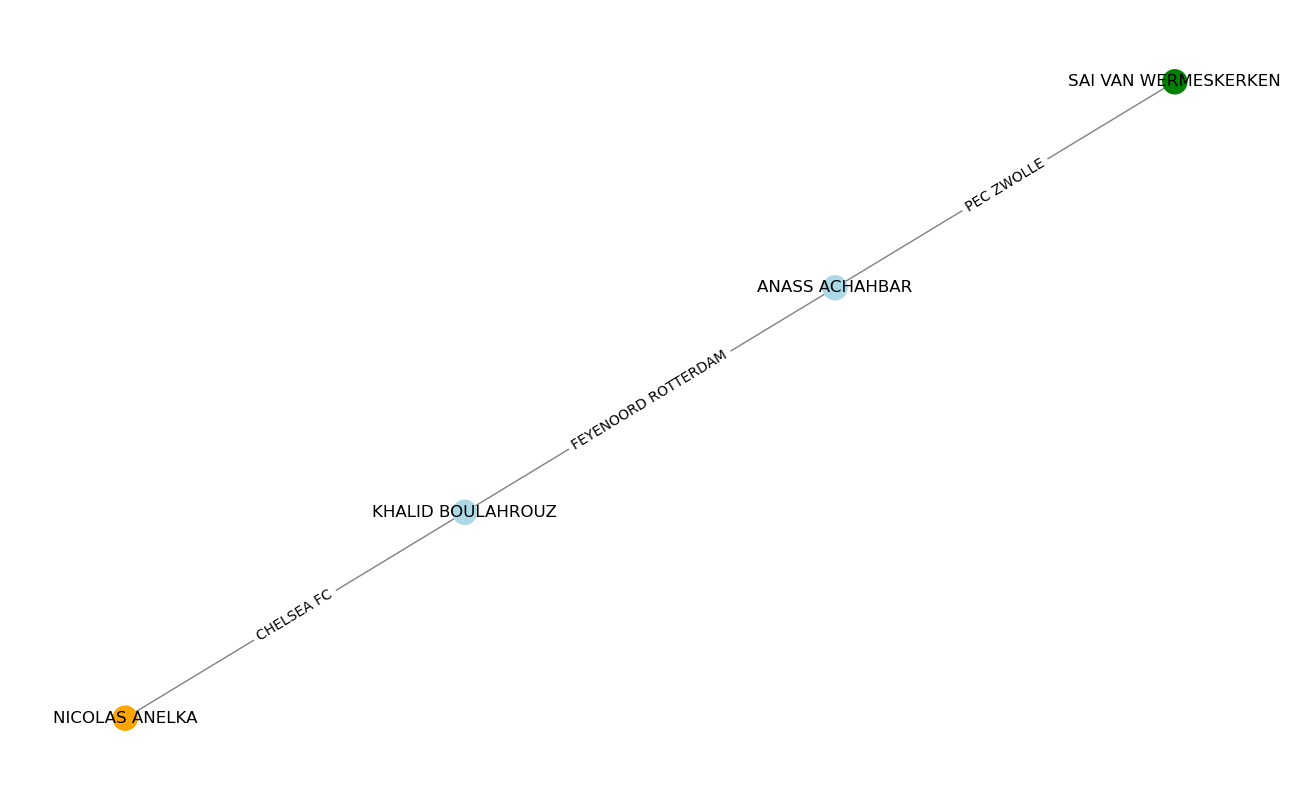 SAI VAN WERMESKERKEN
PEC ZWOLLE
ANASS ACHAHBAR
FEYENOORD ROTTERDAM
KHALID BOULAHROUZ
CHELSEA FC
NICOLAS ANELKA